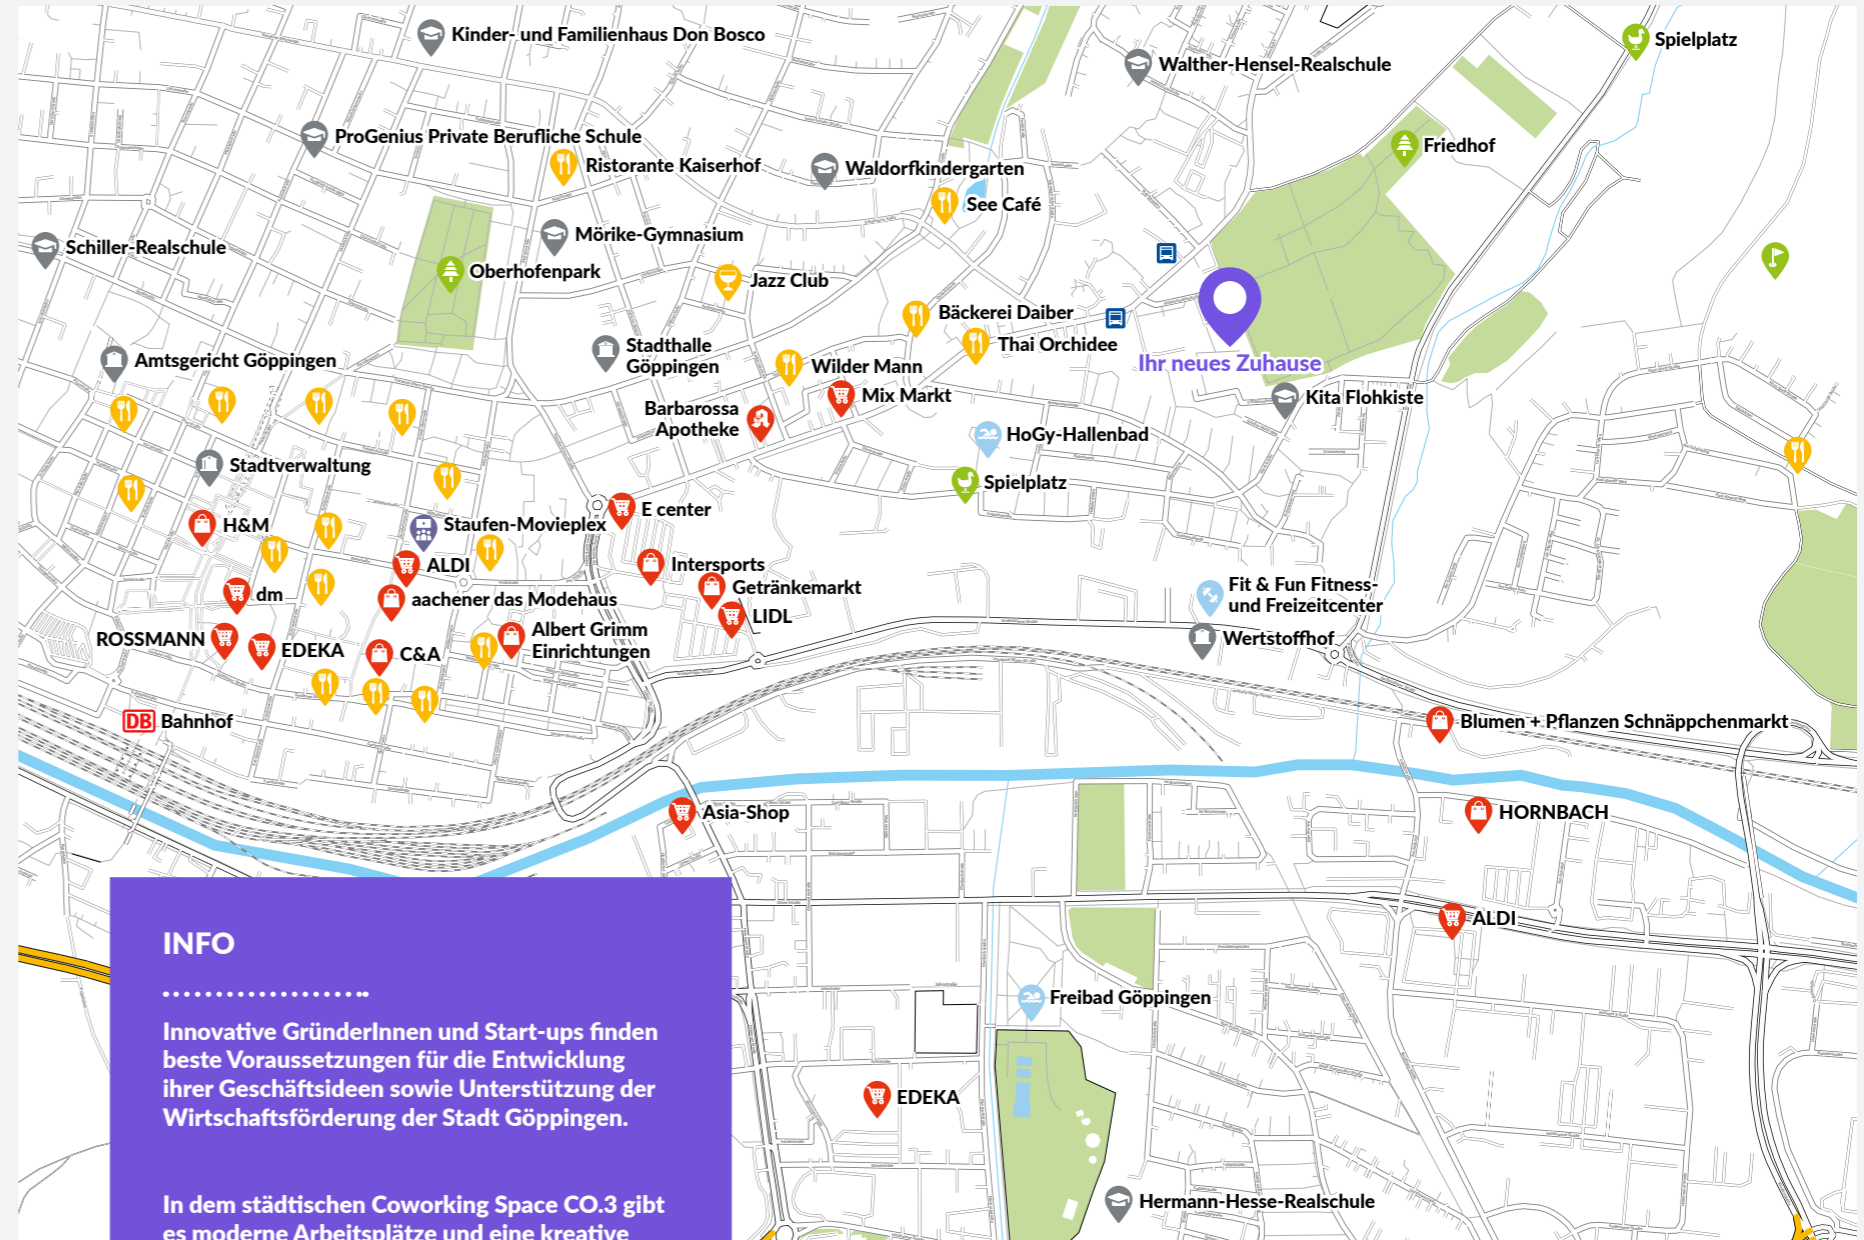 Kinder- und Familienhaus Don Bosco
Spielplatz
Walther-Hensel-Realschule
ProGenius Private Berufliche Schule
Ristorante Kaiserhof
Waldorfkindergarten
Friedhof
See Café
Mörike-Gymnasium
Schiller-Realschule
Oberhofenpark
Jazz Club
Bäckerei Daiber
Thai Orchidee
Stadthalle
Göppingen
Amtsgericht Göppingen
Wilder Mann
Ihr neues Zuhause
Mix Markt
Kita Flohkiste
Barbarossa
Apotheke
HoGy-Hallenbad
Stadtverwaltung
Spielplatz
E center
H&M
Staufen-Movieplex
ALDI
Intersports
Getränkemarkt
Fit & Fun Fitness-
und Freizeitcenter
dm
aachener das Modehaus
LIDL
ROSSMANN
EDEKA
C&A
Albert Grimm
Einrichtungen
Wertstoffhof
DB Bahnhof
Blumen + Pflanzen Schnäppchenmarkt
Asia-Shop
HORNBACH
ALDI
Freibad Göppingen
EDEKA
Hermann-Hesse-Realschule
INFO
Innovative GründerInnen und Start-ups finden
beste Voraussetzungen für die Entwicklung
ihrer Geschäftsideen sowie Unterstützung der
Wirtschaftsförderung der Stadt Göppingen.
In dem städtischen Coworking Space CO.3 gibt
es moderne Arbeitsplätze und eine kreative